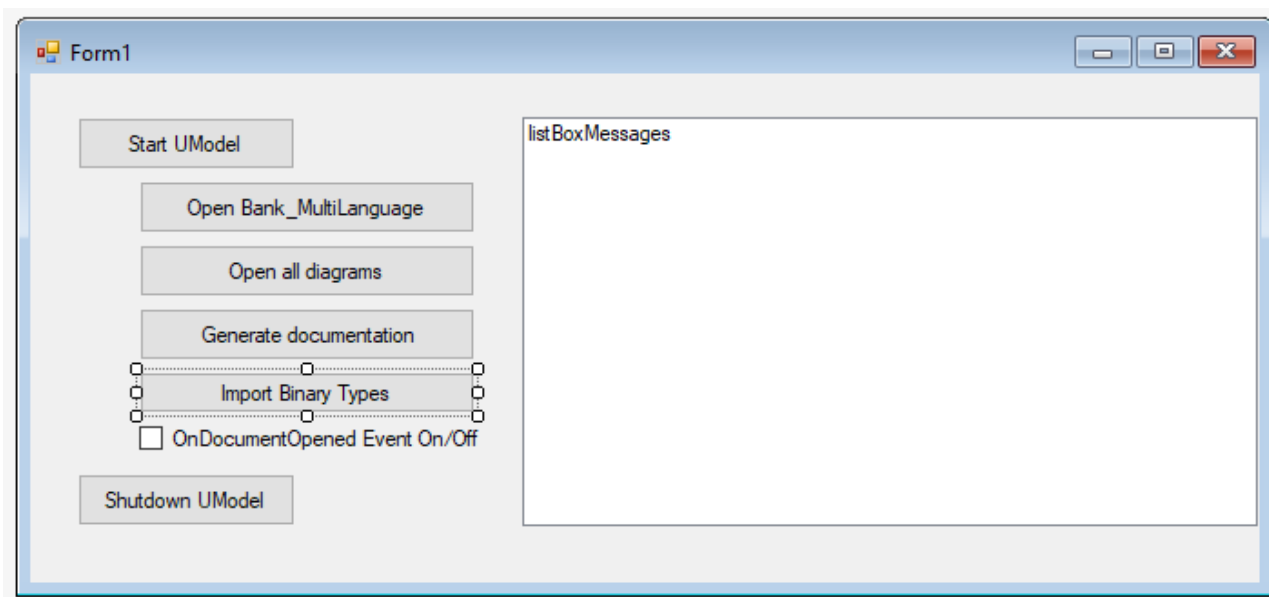 Form1
Start UModel
Open Bank_MultiLanguage
Open all diagrams
Generate documentation
Import Binary Types
OnDocumentOpened Event On/Off
Shutdown UModel
listBoxMessages